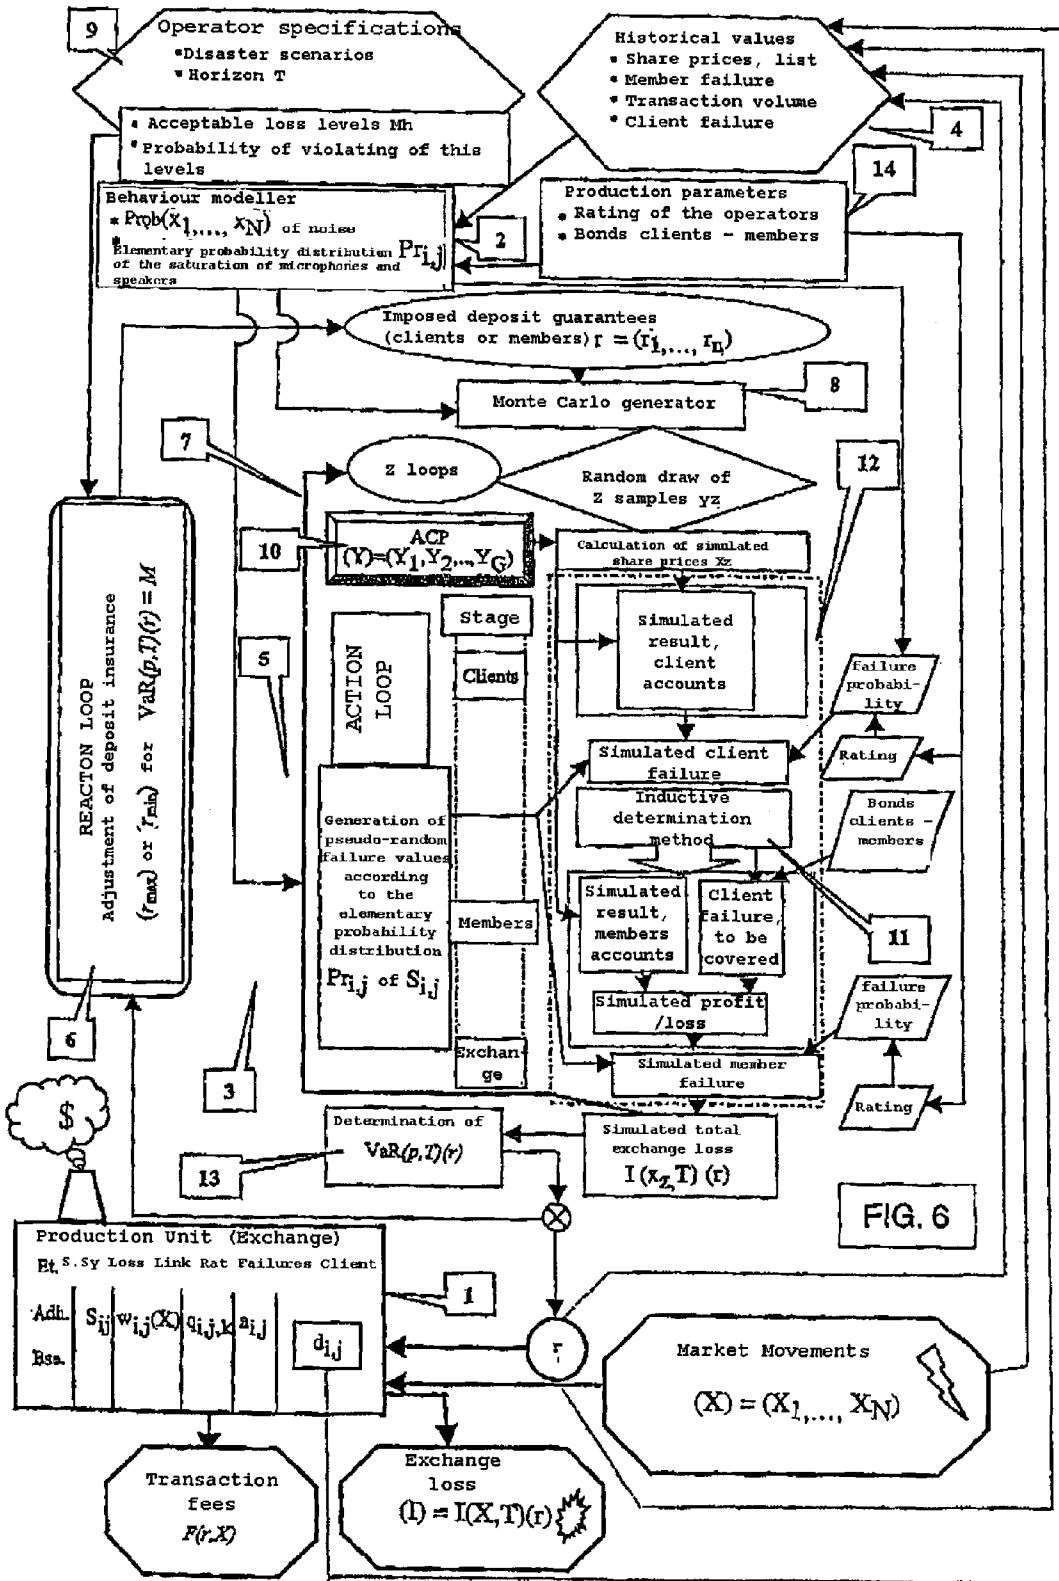 9
Operator specifications
*Disaster scenarios
* Horizon T
* Acceptable loss levels Mh
* Probability of violating of this
levels
Historical values
* Share prices, list
* Member failure
* Transaction volume
* Client failure
4
14
Behaviour modeller
* Prob(X1,..., XN) of noise
* Elementary probability distribution Pri,j
of the saturation of microphones and
speakers
2
Production parameters
* Rating of the operators
* Bonds clients - members
Imposed deposit guarantees
(clients or members) r = (r1,..., rn)
8
Monte Carlo generator
7
Z loops
Random draw of
Z samples yz
12
10
ACP
(Y)=(Y1,Y2,..,YG)
Calculation of simulated
share prices Xz
REACTON LOOP
Adjustment of deposit insurance
(rmax) or rmin) for VaR(p,T)(r) = M
5
ACTION
LOOP
Stage
Clients
Simulated
result,
client
accounts
failure
probabi-
lity
Simulated client
failure
Rating
Generation of
pseudo-random
failure values
according
to the
elementary
probability
distribution
Pri,j of Si,j
Inductive
determination
method
Bonds
clients -
members
Members
Simulated
result,
members
accounts
Client
failure,
to be
covered
11
Simulated profit
/loss
failure
probabi-
lity
6
3
Exchan-
ge
Simulated member
failure
Rating
$
Determination of
VaR(p,T)(r)
13
Simulated total
exchange loss
I(xz,T) (r)
FIG. 6
Production Unit (Exchange)
Et. S.Sy Loss Link Rat Failures Client
1
Adh.
Bse.
Sij
wi,j(X)
qi,j,k
ai,j
di,j
r
Market Movements
(X) = (X1,..., XN)
Transaction
fees
F(r,X)
Exchange
loss
(I) = I(X,T)(r)